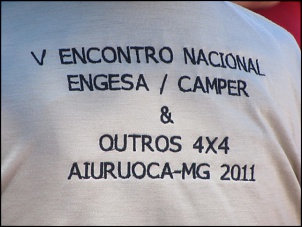 V ENCONTRO NACIONAL
ENGESA / CAMPER
&
OUTROS 4X4
AIURUOCA-MG 2011